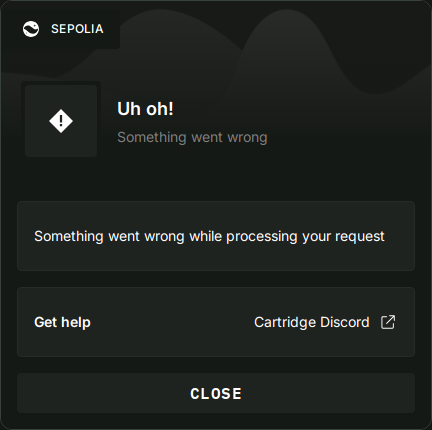 SEPOLIA
Uh oh!
Something went wrong
Something went wrong while processing your request
Get help
Cartridge Discord
CLOSE